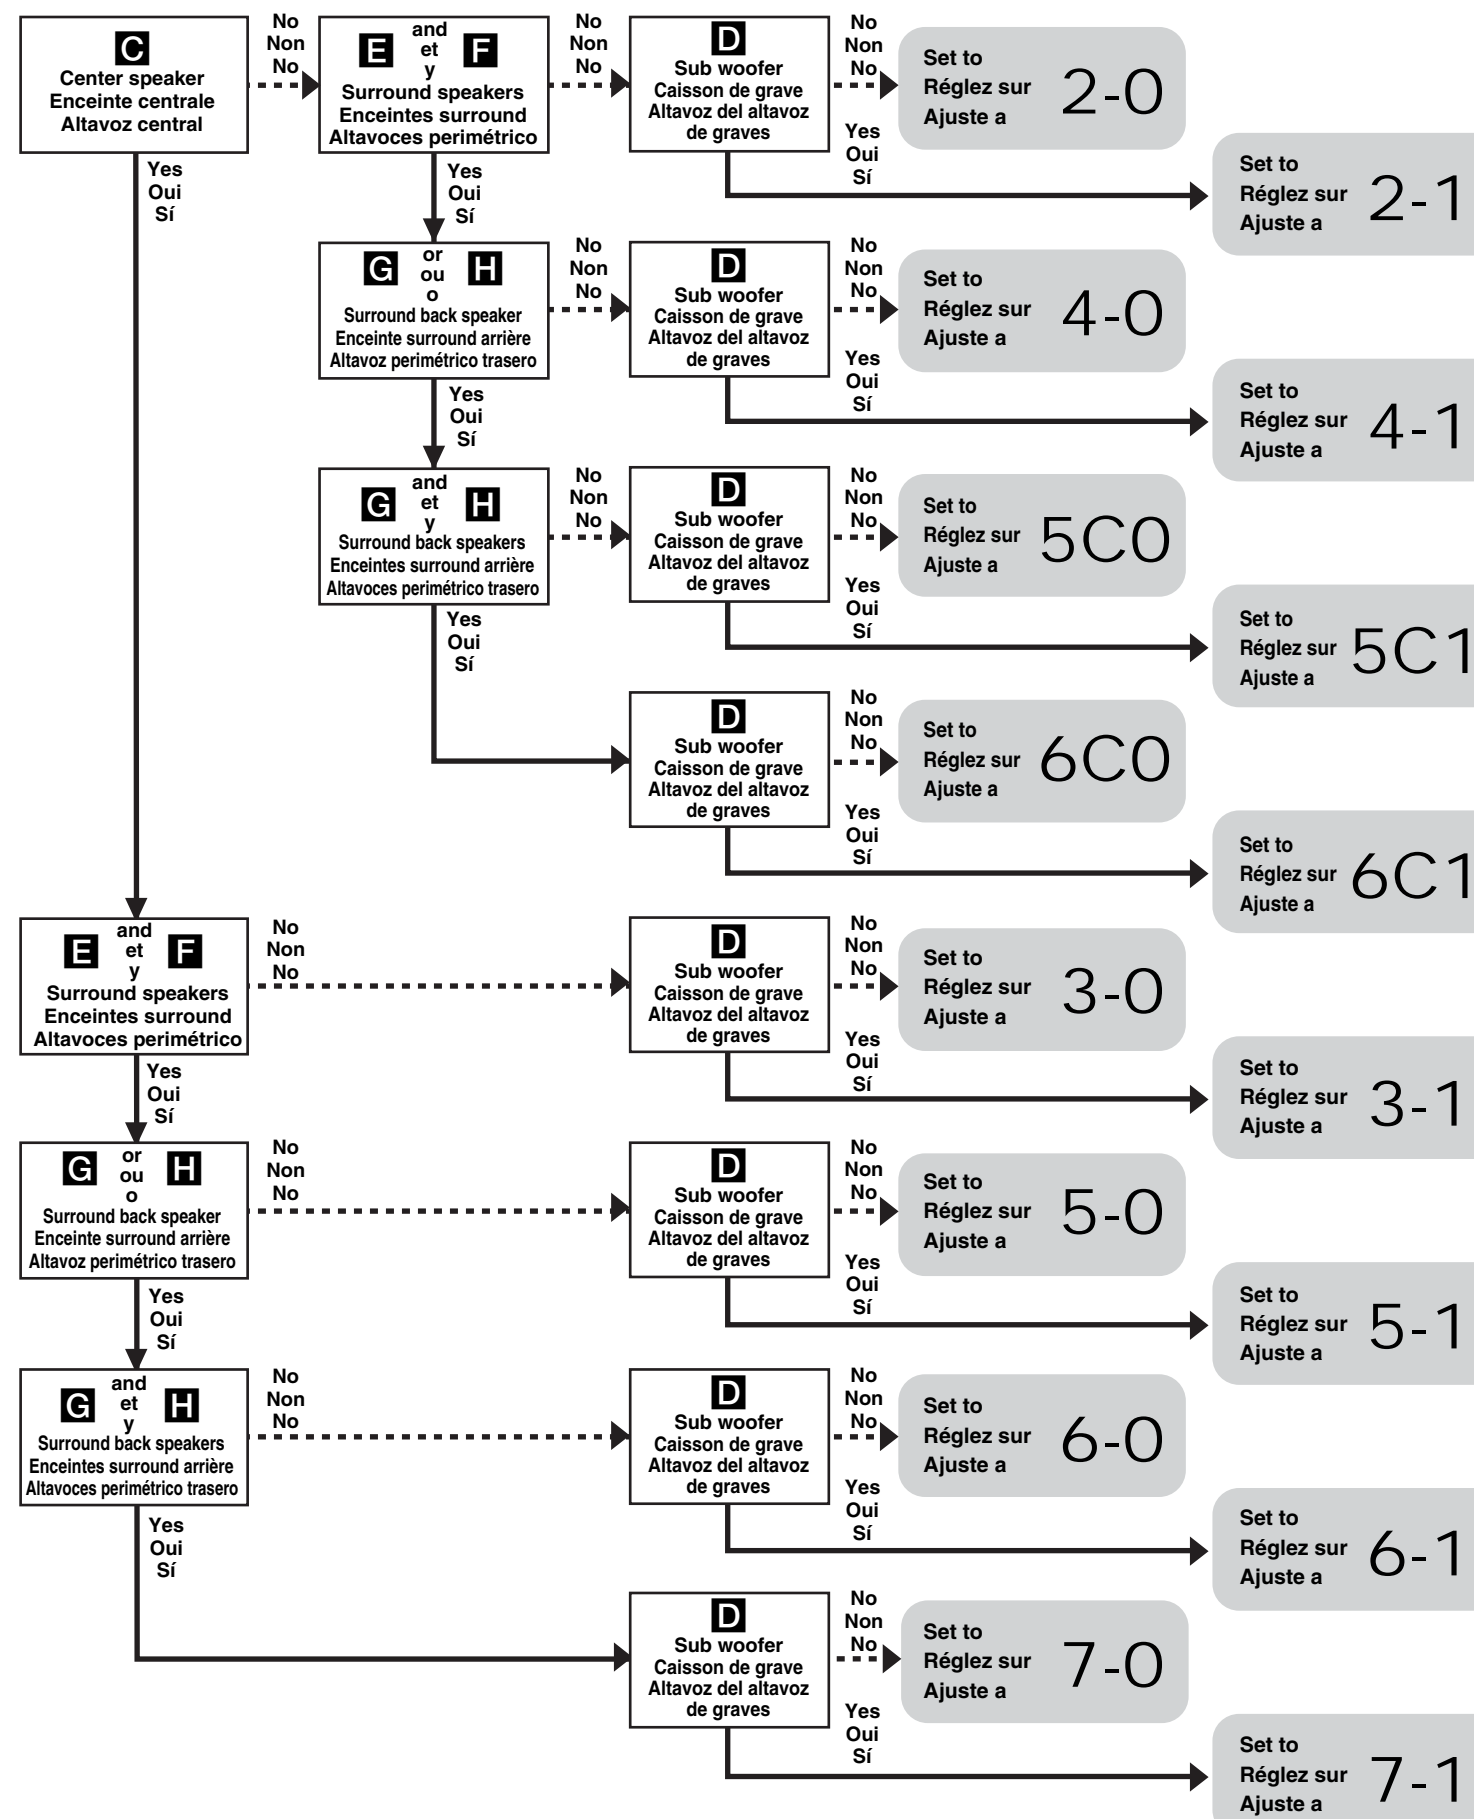 C
Center speaker
Enceinte centrale
Altavoz central
No
Non
No
Yes
Oui
Sí
E and F
et
y
Surround speakers
Enceintes surround
Altavoces perimétrico
No
Non
No
Yes
Oui
Sí
D
Sub woofer
Caisson de grave
Altavoz del altavoz
de graves
No
Non
No
Yes
Oui
Sí
Set to
Réglez sur
Ajuste a
2-0
Set to
Réglez sur
Ajuste a
2-1
G or H
ou
o
Surround back speaker
Enceinte surround arrière
Altavoz perimétrico trasero
No
Non
No
Yes
Oui
Sí
D
Sub woofer
Caisson de grave
Altavoz del altavoz
de graves
No
Non
No
Yes
Oui
Sí
Set to
Réglez sur
Ajuste a
4-0
Set to
Réglez sur
Ajuste a
4-1
G and H
et
y
Surround back speakers
Enceintes surround arrière
Altavoces perimétrico trasero
No
Non
No
Yes
Oui
Sí
D
Sub woofer
Caisson de grave
Altavoz del altavoz
de graves
No
Non
No
Yes
Oui
Sí
Set to
Réglez sur
Ajuste a
5C0
Set to
Réglez sur
Ajuste a
5C1
D
Sub woofer
Caisson de grave
Altavoz del altavoz
de graves
No
Non
No
Yes
Oui
Sí
Set to
Réglez sur
Ajuste a
6C0
Set to
Réglez sur
Ajuste a
6C1
E and F
et
y
Surround speakers
Enceintes surround
Altavoces perimétrico
No
Non
No
Yes
Oui
Sí
D
Sub woofer
Caisson de grave
Altavoz del altavoz
de graves
No
Non
No
Yes
Oui
Sí
Set to
Réglez sur
Ajuste a
3-0
Set to
Réglez sur
Ajuste a
3-1
G or H
ou
o
Surround back speaker
Enceinte surround arrière
Altavoz perimétrico trasero
No
Non
No
Yes
Oui
Sí
D
Sub woofer
Caisson de grave
Altavoz del altavoz
de graves
No
Non
No
Yes
Oui
Sí
Set to
Réglez sur
Ajuste a
5-0
Set to
Réglez sur
Ajuste a
5-1
G and H
et
y
Surround back speakers
Enceintes surround arrière
Altavoces perimétrico trasero
No
Non
No
Yes
Oui
Sí
D
Sub woofer
Caisson de grave
Altavoz del altavoz
de graves
No
Non
No
Yes
Oui
Sí
Set to
Réglez sur
Ajuste a
6-0
Set to
Réglez sur
Ajuste a
6-1
D
Sub woofer
Caisson de grave
Altavoz del altavoz
de graves
No
Non
No
Yes
Oui
Sí
Set to
Réglez sur
Ajuste a
7-0
Set to
Réglez sur
Ajuste a
7-1